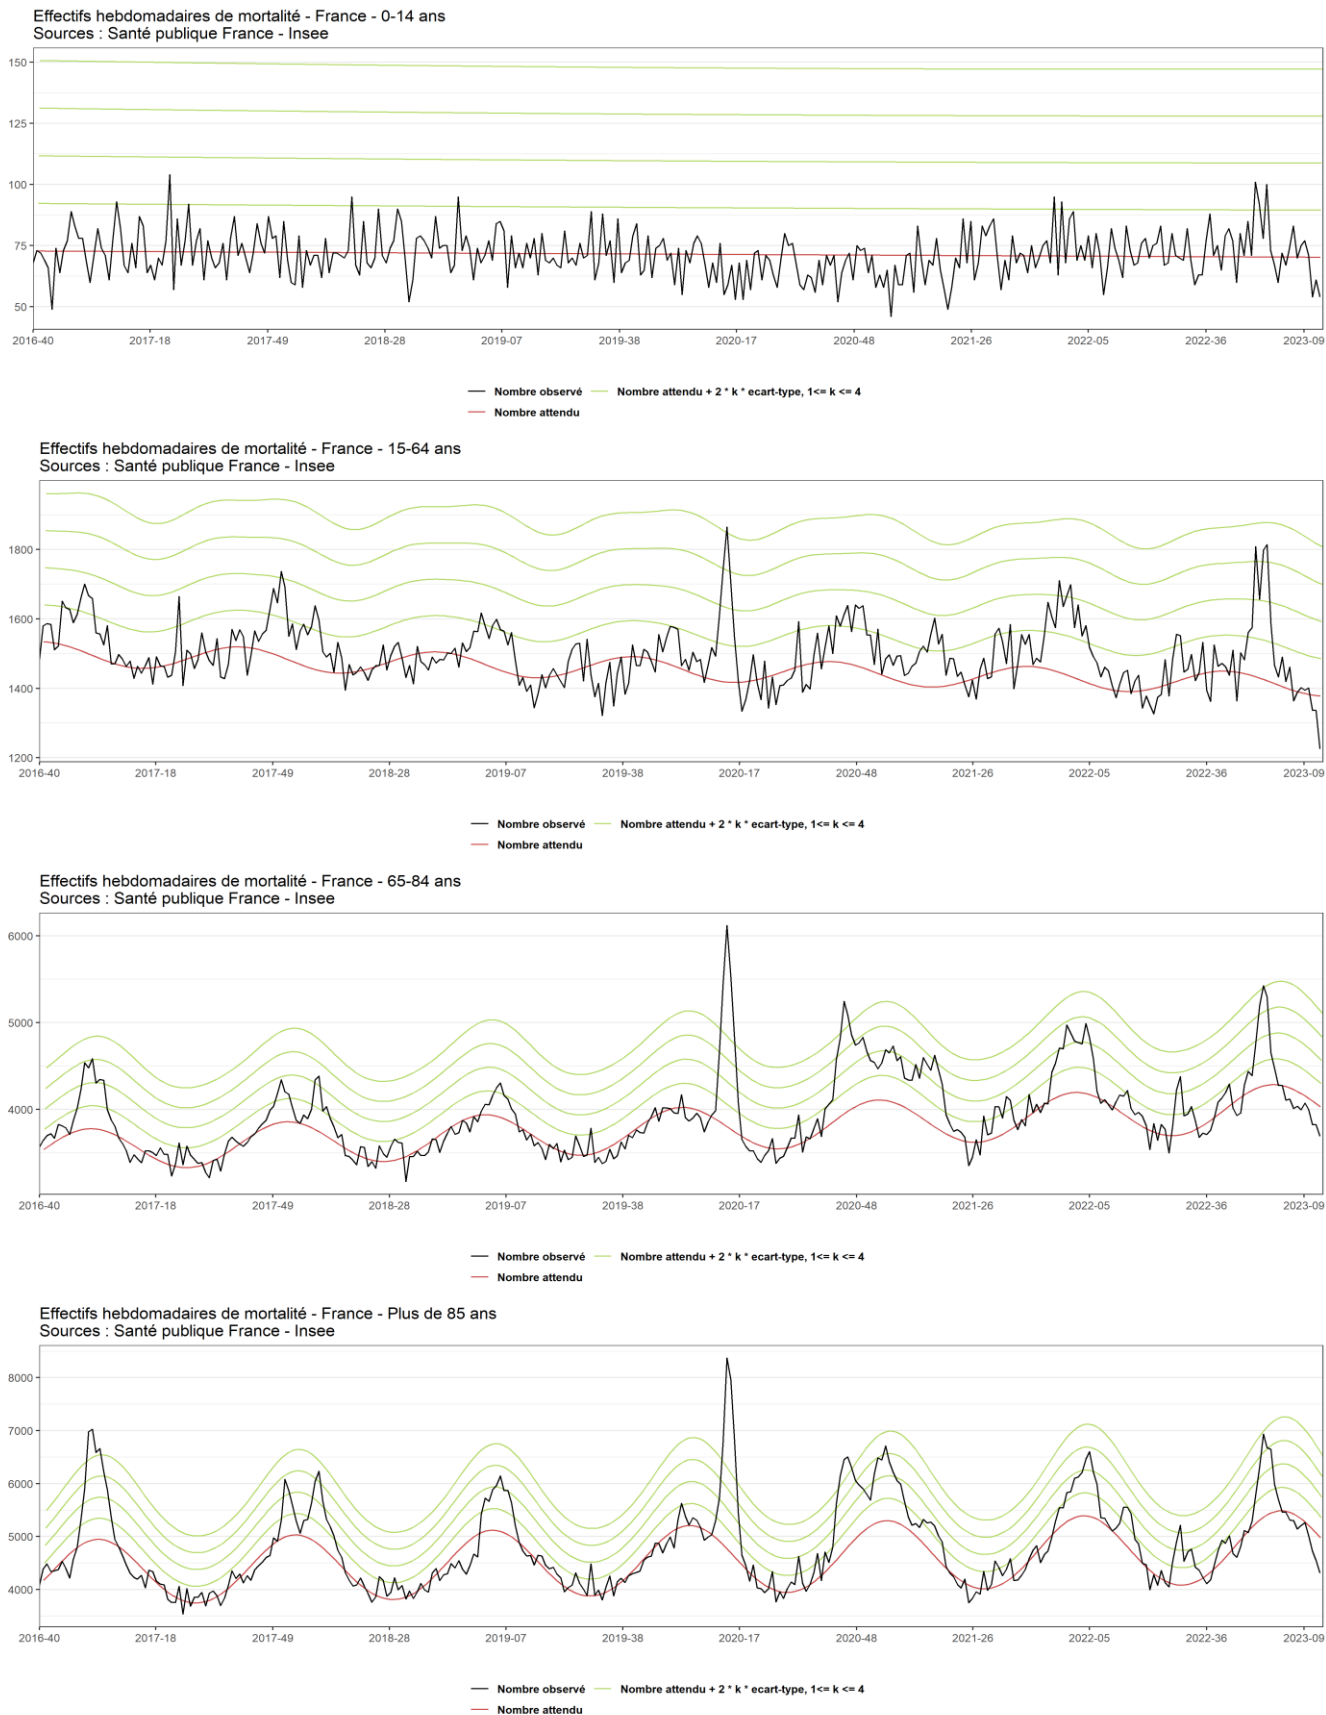 Effectifs hebdomadaires de mortalité - France - 0-14 ans
Sources : Santé publique France - Insee
150
125
100
75
50
2016-40 2017-18 2017-49 2018-28 2019-07 2019-38 2020-17 2020-48 2021-26 2022-05 2022-36 2023-09
Nombre observé Nombre attendu + 2 * k * ecart-type, 1<= k <= 4
Nombre attendu
Effectifs hebdomadaires de mortalité - France - 15-64 ans
Sources : Santé publique France - Insee
1800
1600
1400
1200
2016-40 2017-18 2017-49 2018-28 2019-07 2019-38 2020-17 2020-48 2021-26 2022-05 2022-36 2023-09
Nombre observé Nombre attendu + 2 * k * ecart-type, 1<= k <= 4
Nombre attendu
Effectifs hebdomadaires de mortalité - France - 65-84 ans
Sources : Santé publique France - Insee
6000
5000
4000
2016-40 2017-18 2017-49 2018-28 2019-07 2019-38 2020-17 2020-48 2021-26 2022-05 2022-36 2023-09
Nombre observé Nombre attendu + 2 * k * ecart-type, 1<= k <= 4
Nombre attendu
Effectifs hebdomadaires de mortalité - France - Plus de 85 ans
Sources : Santé publique France - Insee
8000
7000
6000
5000
4000
2016-40 2017-18 2017-49 2018-28 2019-07 2019-38 2020-17 2020-48 2021-26 2022-05 2022-36 2023-09
Nombre observé Nombre attendu + 2 * k * ecart-type, 1<= k <= 4
Nombre attendu